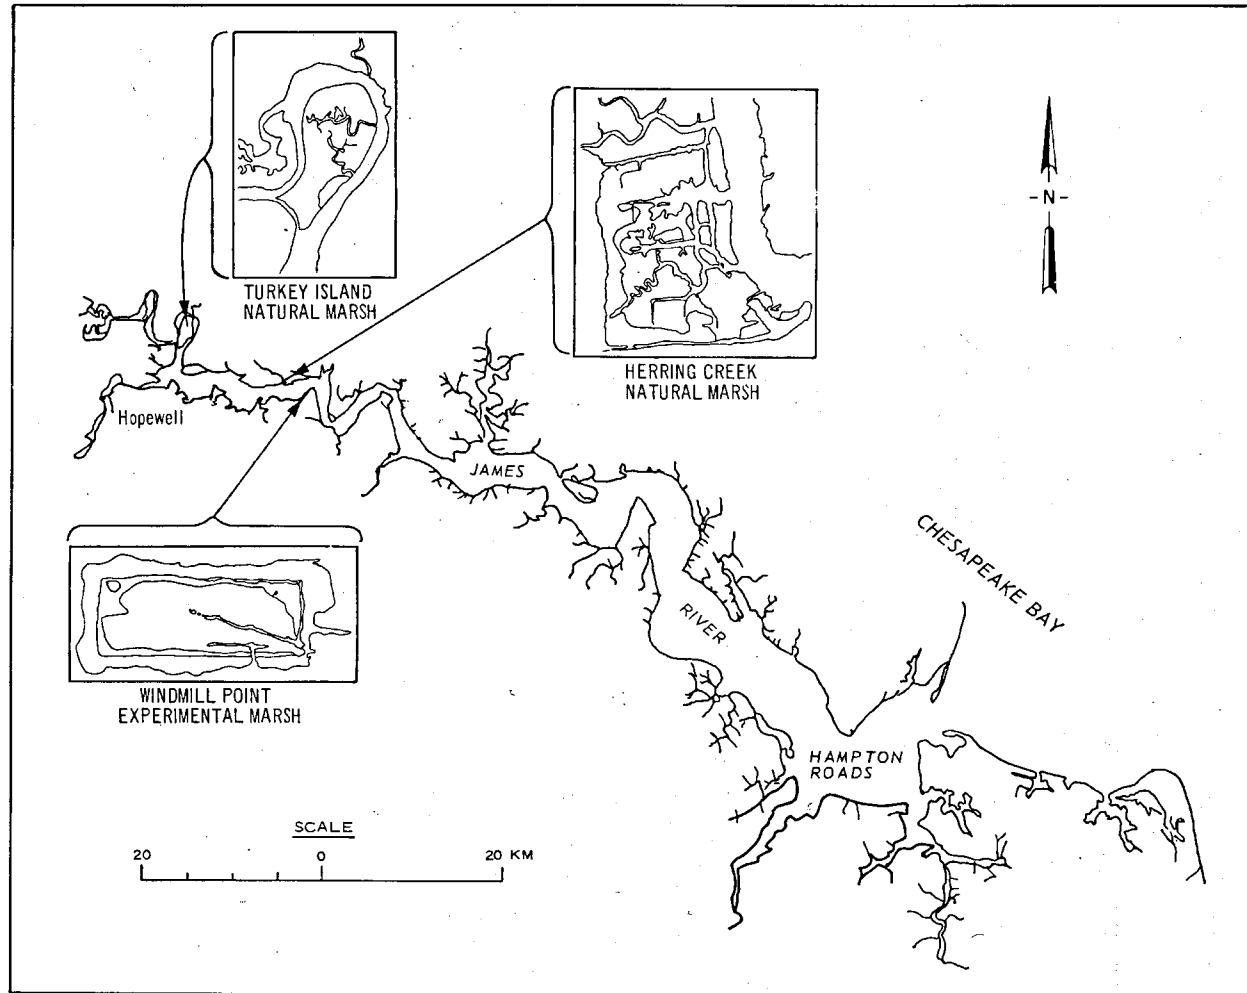 TURKEY ISLAND
NATURAL MARSH
HERRING CREEK
NATURAL MARSH
-N-
Hopewell
JAMES
RIVER
CHESAPEAKE BAY
WINDMILL POINT
EXPERIMENTAL MARSH
HAMPTON
ROADS
SCALE
20 0 20 KM